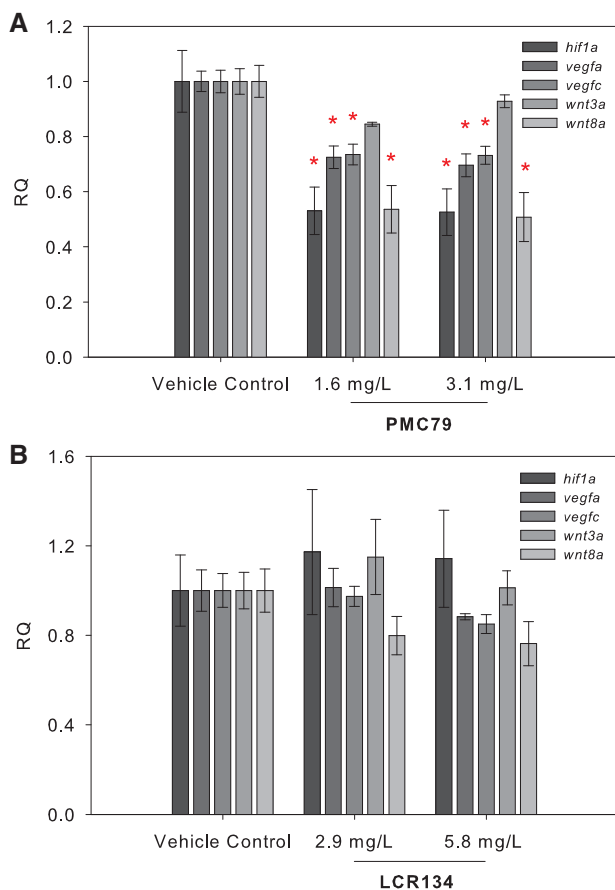 A
1.2
1.0
0.8
0.6
0.4
0.2
0.0
RQ
hif1a
vegfa
vegfc
wnt3a
wnt8a
* * * *
* * * *
Vehicle Control 1.6 mg/L 3.1 mg/L
PMC79
B
1.6
1.2
0.8
0.4
0.0
RQ
hif1a
vegfa
vegfc
wnt3a
wnt8a
Vehicle Control 2.9 mg/L 5.8 mg/L
LCR134